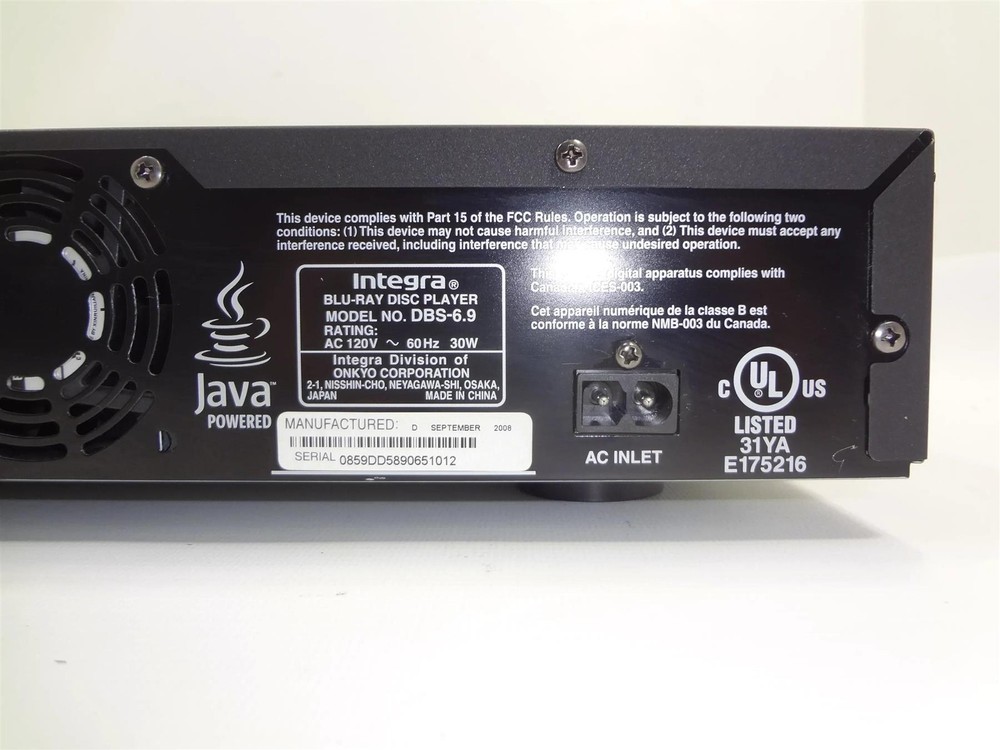 This device complies with Part 15 of the FCC Rules. Operation is subject to the following two
conditions: (1) This device may not cause harmful interference, and (2) This device must accept any
interference received, including interference that may cause undesired operation.
Integra®
BLU-RAY DISC PLAYER
MODEL NO. DBS-6.9
RATING:
AC 120V ~ 60Hz 30W
Integra Division of
ONKYO CORPORATION
2-1, NISSHIN-CHO, NEYAGAWA-SHI, OSAKA,
JAPAN MADE IN CHINA
digital apparatus complies with
ICES-003.
Cet appareil numérique de la classe B est
conforme à la norme NMB-003 du Canada.
Java™
POWERED
MANUFACTURED: D SEPTEMBER 2008
SERIAL 0859DD5890651012
AC INLET
C UL® US
LISTED
31YA
E175216